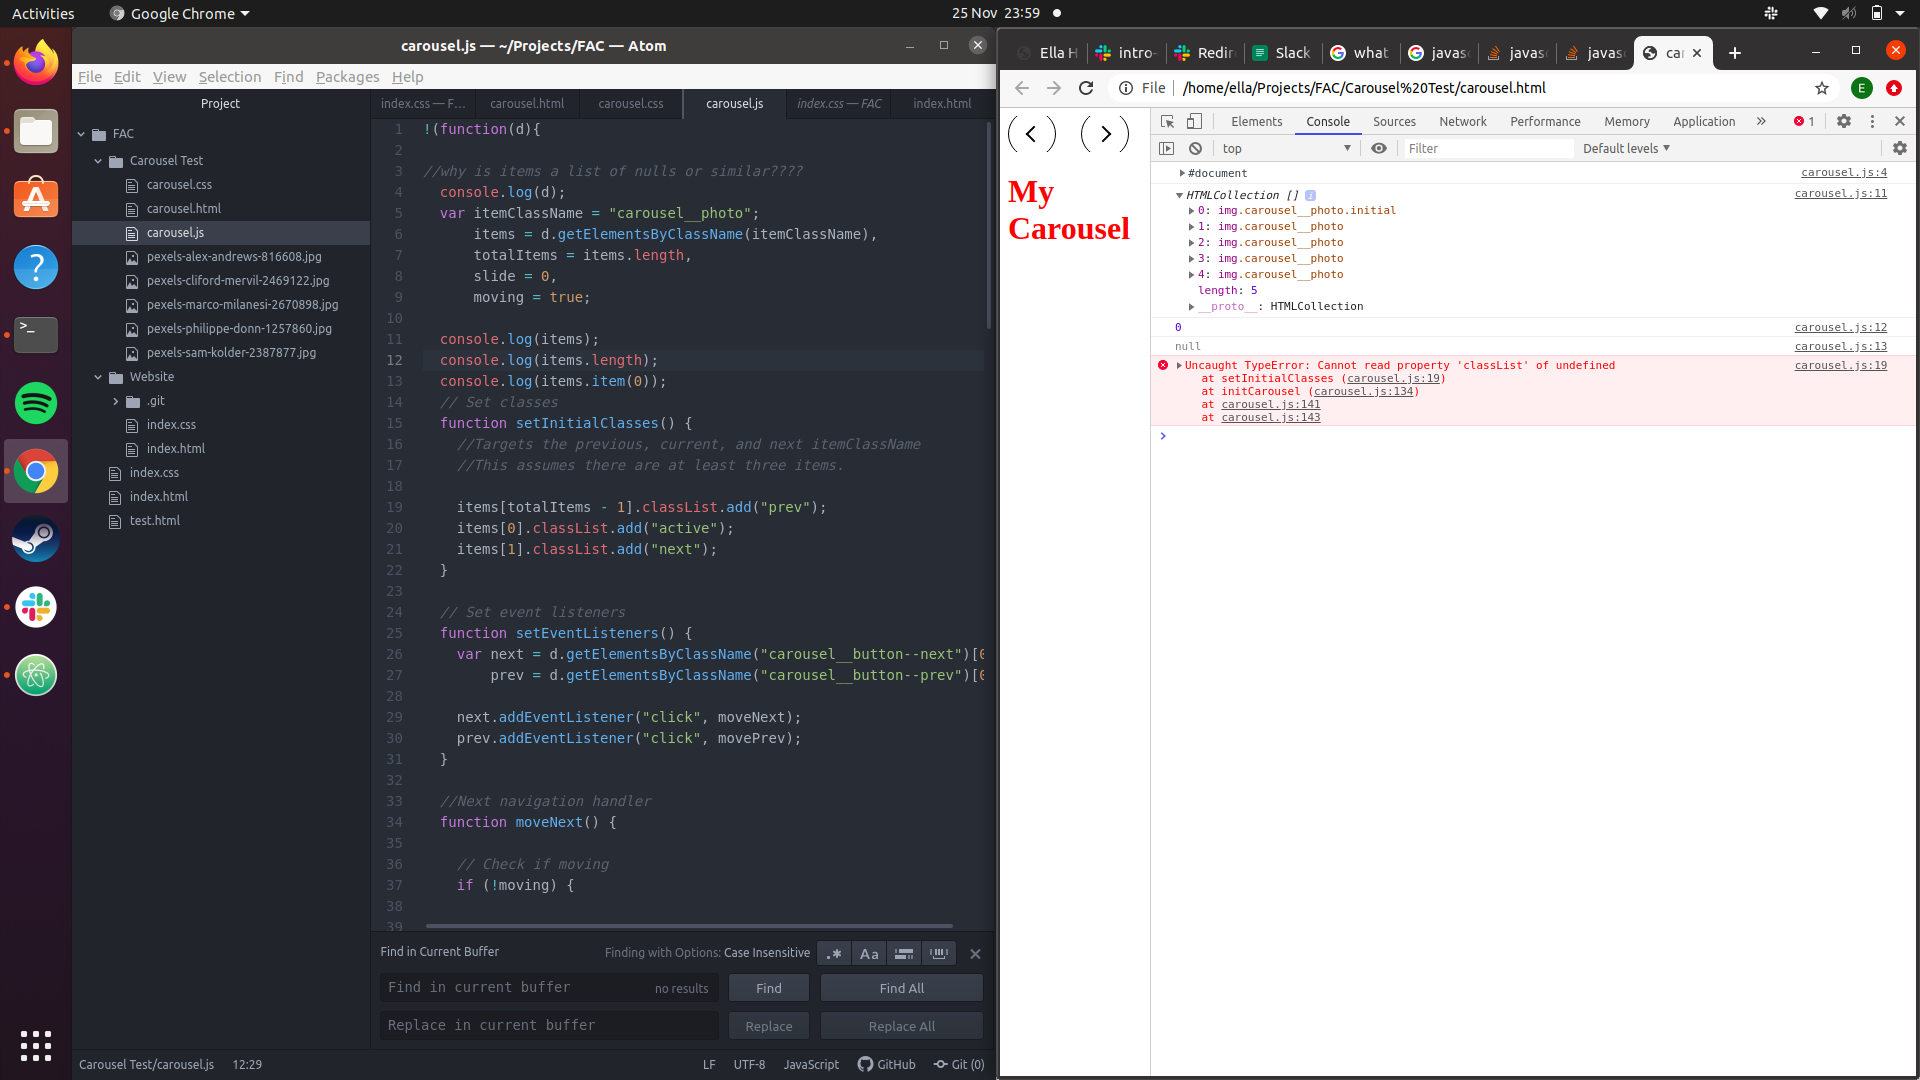 Activities
Google Chrome
25 Nov 23:59
carousel.js — ~/Projects/FAC — Atom
File Edit View Selection Find Packages Help
Project
FAC
Carousel Test
carousel.css
carousel.html
carousel.js
pexels-alex-andrews-816608.jpg
pexels-cliford-mervil-2469122.jpg
pexels-marco-milanesi-2670898.jpg
pexels-philippe-donn-1257860.jpg
pexels-sam-kolder-2387877.jpg
Website
.git
index.css
index.html
index.css
index.html
test.html
index.css — F... carousel.html carousel.css carousel.js index.css — FAC index.html
1 !(function(d){
2
3 //why is items a list of nulls or similar????
4 console.log(d);
5 var itemClassName = "carousel__photo";
6 items = d.getElementsByClassName(itemClassName),
7 totalItems = items.length,
8 slide = 0,
9 moving = true;
10
11 console.log(items);
12 console.log(items.length);
13 console.log(items.item(0));
14 // Set classes
15 function setInitialClasses() {
16 //Targets the previous, current, and next itemClassName
17 //This assumes there are at least three items.
18
19 items[totalItems - 1].classList.add("prev");
20 items[0].classList.add("active");
21 items[1].classList.add("next");
22 }
23
24 // Set event listeners
25 function setEventListeners() {
26 var next = d.getElementsByClassName("carousel__button--next")[0
27 prev = d.getElementsByClassName("carousel__button--prev")[0
28
29 next.addEventListener("click", moveNext);
30 prev.addEventListener("click", movePrev);
31 }
32
33 //Next navigation handler
34 function moveNext() {
35
36 // Check if moving
37 if (!moving) {
38
39
Find in Current Buffer
Finding with Options: Case Insensitive
.* Aa
Find in current buffer no results Find Find All
Replace in current buffer Replace Replace All
Carousel Test/carousel.js 12:29
LF UTF-8 JavaScript GitHub Git (0)
Ella H intro- Redir Slack what javas javas javas ca
File /home/ella/Projects/FAC/Carousel%20Test/carousel.html
E
My
Carousel
Elements Console Sources Network Performance Memory Application » 1
top Filter Default levels
#document carousel.js:4
HTMLCollection [] i carousel.js:11
0: img.carousel__photo.initial
1: img.carousel__photo
2: img.carousel__photo
3: img.carousel__photo
4: img.carousel__photo
length: 5
__proto__: HTMLCollection
0 carousel.js:12
null carousel.js:13
Uncaught TypeError: Cannot read property 'classList' of undefined carousel.js:19
at setInitialClasses (carousel.js:19)
at initCarousel (carousel.js:134)
at carousel.js:141
at carousel.js:143